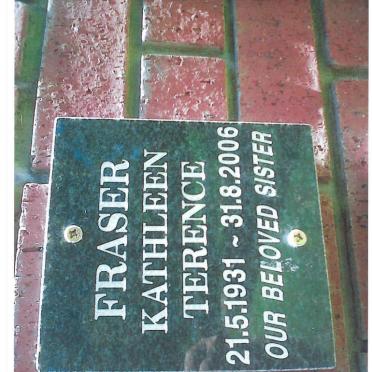 FRASER
KATHLEEN
TERENCE
21.5.1931 ~ 31.8.2006
OUR BELOVED SISTER